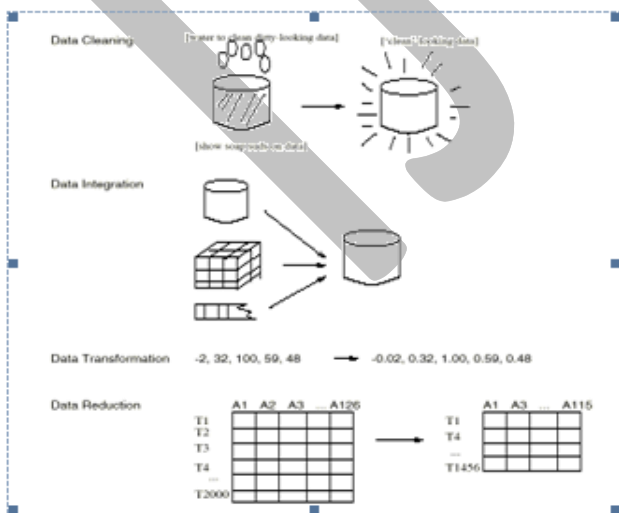 Data Cleaning
[water to clean dirty-looking data]
['clean'-looking data]
[show soap suds on data]
Data Integration
Data Transformation -2, 32, 100, 59, 48 -0.02, 0.32, 1.00, 0.59, 0.48
Data Reduction
A1 A2 A3 ... A126
T1
T2
T3
T4
...
T2000
A1 A3 ... A115
T1
T4
...
T1456